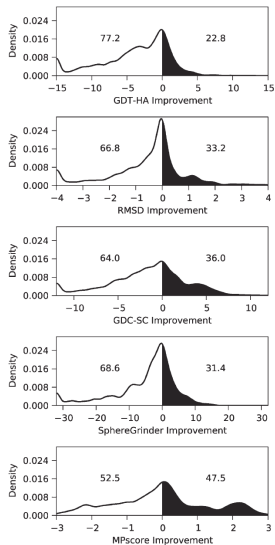 Density
0.024
0.016
0.008
0.000
77.2
22.8
−15 −10 −5 0 5 10 15
GDT-HA Improvement
Density
0.024
0.016
0.008
0.000
66.8
33.2
−4 −3 −2 −1 0 1 2 3 4
RMSD Improvement
Density
0.024
0.016
0.008
0.000
64.0
36.0
−10 −5 0 5 10
GDC-SC Improvement
Density
0.024
0.016
0.008
0.000
68.6
31.4
−30 −20 −10 0 10 20 30
SphereGrinder Improvement
Density
0.024
0.016
0.008
0.000
52.5
47.5
−3 −2 −1 0 1 2 3
MPscore Improvement